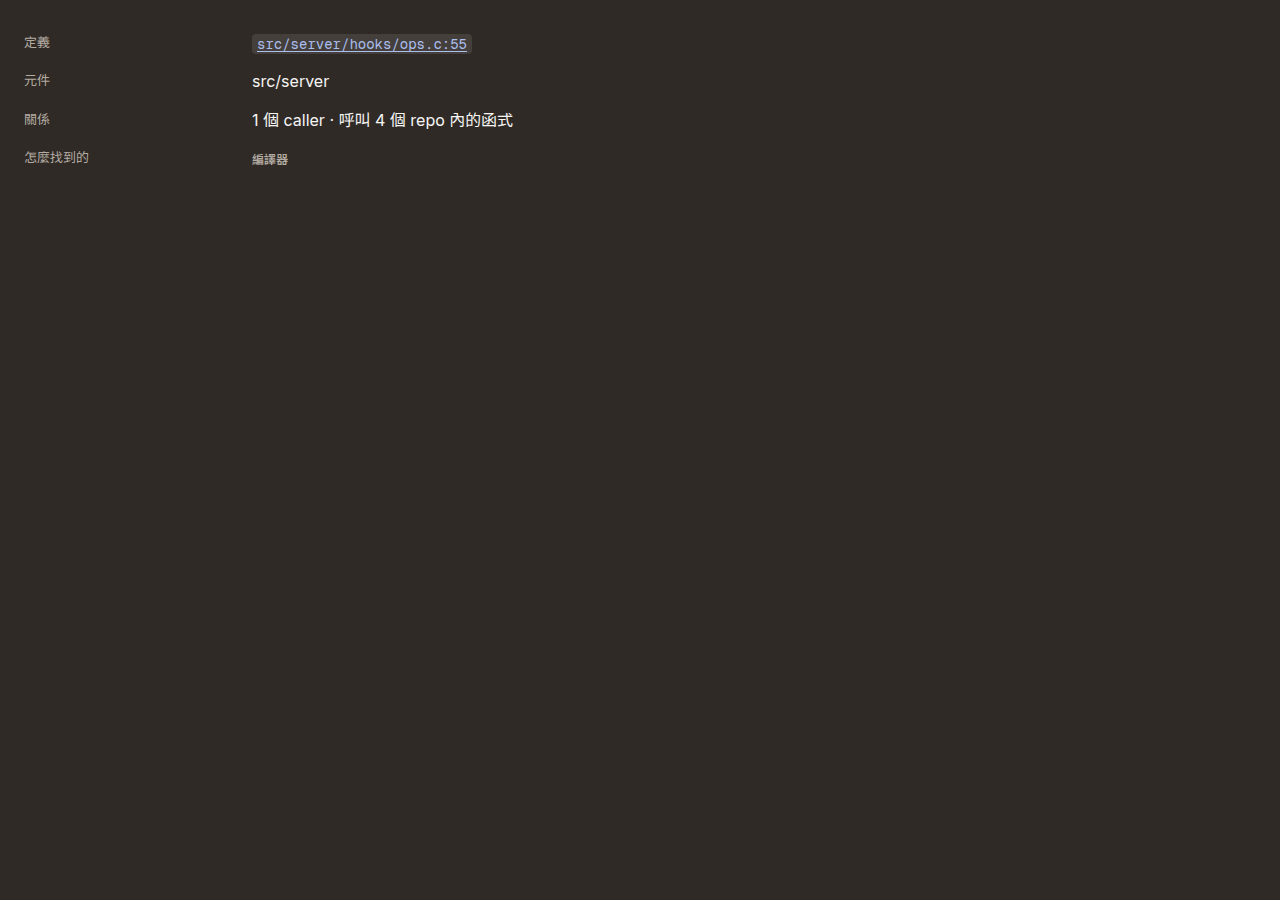 定義
src/server/hooks/ops.c:55
元件
src/server
關係
1 個 caller · 呼叫 4 個 repo 內的函式
怎麼找到的
編譯器